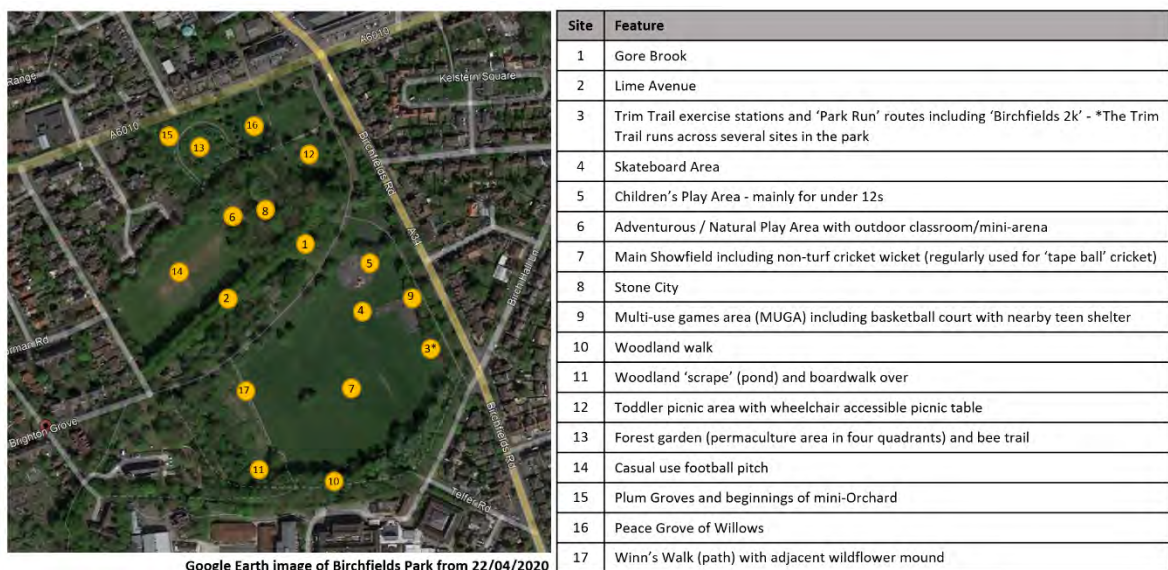 A6010
Range
Kelstern Square
A6010
16
15
13
12
Birchfields Rd
6
8
1
A34
5
14
2
9
4
3*
7
17
Brighton Grove
11
10
Birchfields Rd
Telfer Rd
Google Earth image of Birchfields Park from 22/04/2020
Site Feature
1 Gore Brook
2 Lime Avenue
3 Trim Trail exercise stations and ‘Park Run’ routes including ‘Birchfields 2k’ - *The Trim
Trail runs across several sites in the park
4 Skateboard Area
5 Children’s Play Area - mainly for under 12s
6 Adventurous / Natural Play Area with outdoor classroom/mini-arena
7 Main Showfield including non-turf cricket wicket (regularly used for ‘tape ball’ cricket)
8 Stone City
9 Multi-use games area (MUGA) including basketball court with nearby teen shelter
10 Woodland walk
11 Woodland ‘scrape’ (pond) and boardwalk over
12 Toddler picnic area with wheelchair accessible picnic table
13 Forest garden (permaculture area in four quadrants) and bee trail
14 Casual use football pitch
15 Plum Groves and beginnings of mini-Orchard
16 Peace Grove of Willows
17 Winn’s Walk (path) with adjacent wildflower mound